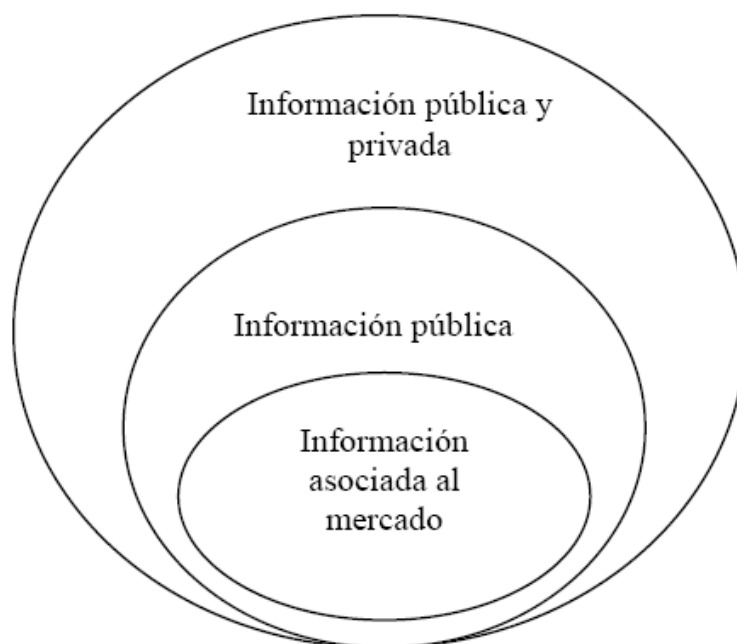 Información pública y
privada
Información pública
Información
asociada al
mercado